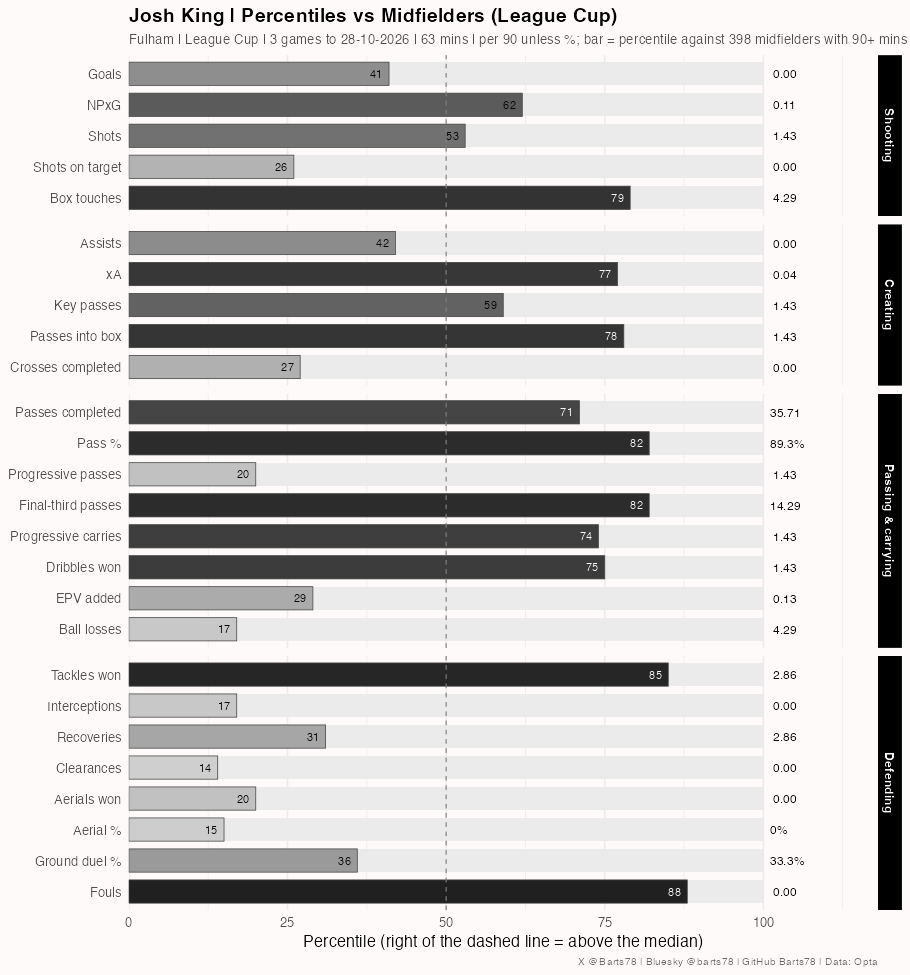 Josh King | Percentiles vs Midfielders (League Cup)
Fulham | League Cup | 3 games to 28-10-2026 | 63 mins | per 90 unless %; bar = percentile against 398 midfielders with 90+ mins
Goals 41 0.00
NPxG 62 0.11
Shots 53 1.43
Shots on target 26 0.00
Box touches 79 4.29
Shooting
Assists 42 0.00
xA 77 0.04
Key passes 59 1.43
Passes into box 78 1.43
Crosses completed 27 0.00
Creating
Passes completed 71 35.71
Pass % 82 89.3%
Progressive passes 20 1.43
Final-third passes 82 14.29
Progressive carries 74 1.43
Dribbles won 75 1.43
EPV added 29 0.13
Ball losses 17 4.29
Passing & carrying
Tackles won 85 2.86
Interceptions 17 0.00
Recoveries 31 2.86
Clearances 14 0.00
Aerials won 20 0.00
Aerial % 15 0%
Ground duel % 36 33.3%
Fouls 88 0.00
Defending
0 25 50 75 100
Percentile (right of the dashed line = above the median)
X @Barts78 | Bluesky @barts78 | GitHub Barts78 | Data: Opta